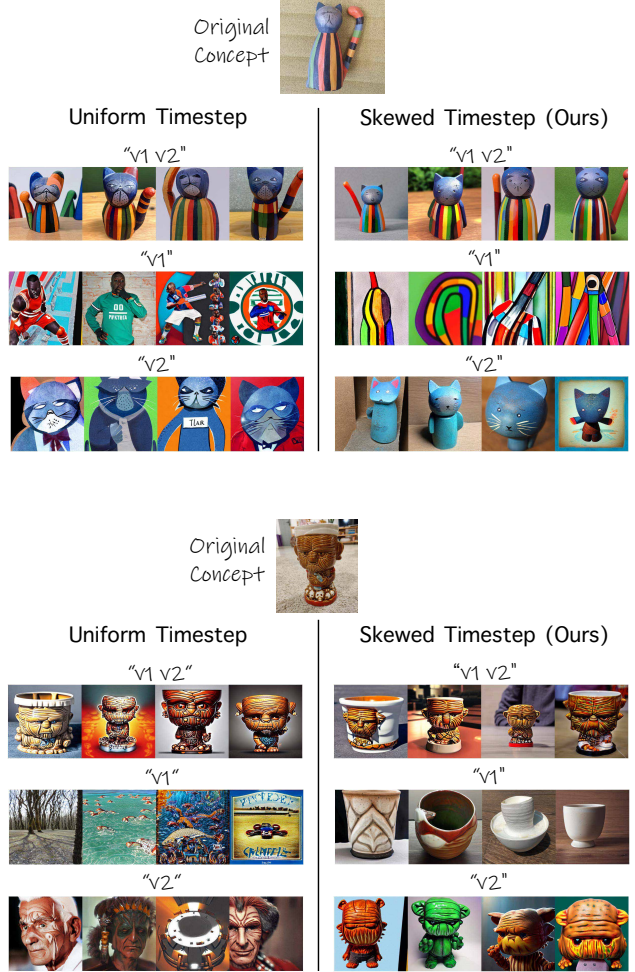 Original
Concept
Uniform Timestep
Skewed Timestep (Ours)
"v1 v2"
"v1 v2"
"v1"
"v1"
"v2"
"v2"
Original
Concept
Uniform Timestep
Skewed Timestep (Ours)
"v1 v2"
"v1 v2"
"v1"
"v1"
"v2"
"v2"